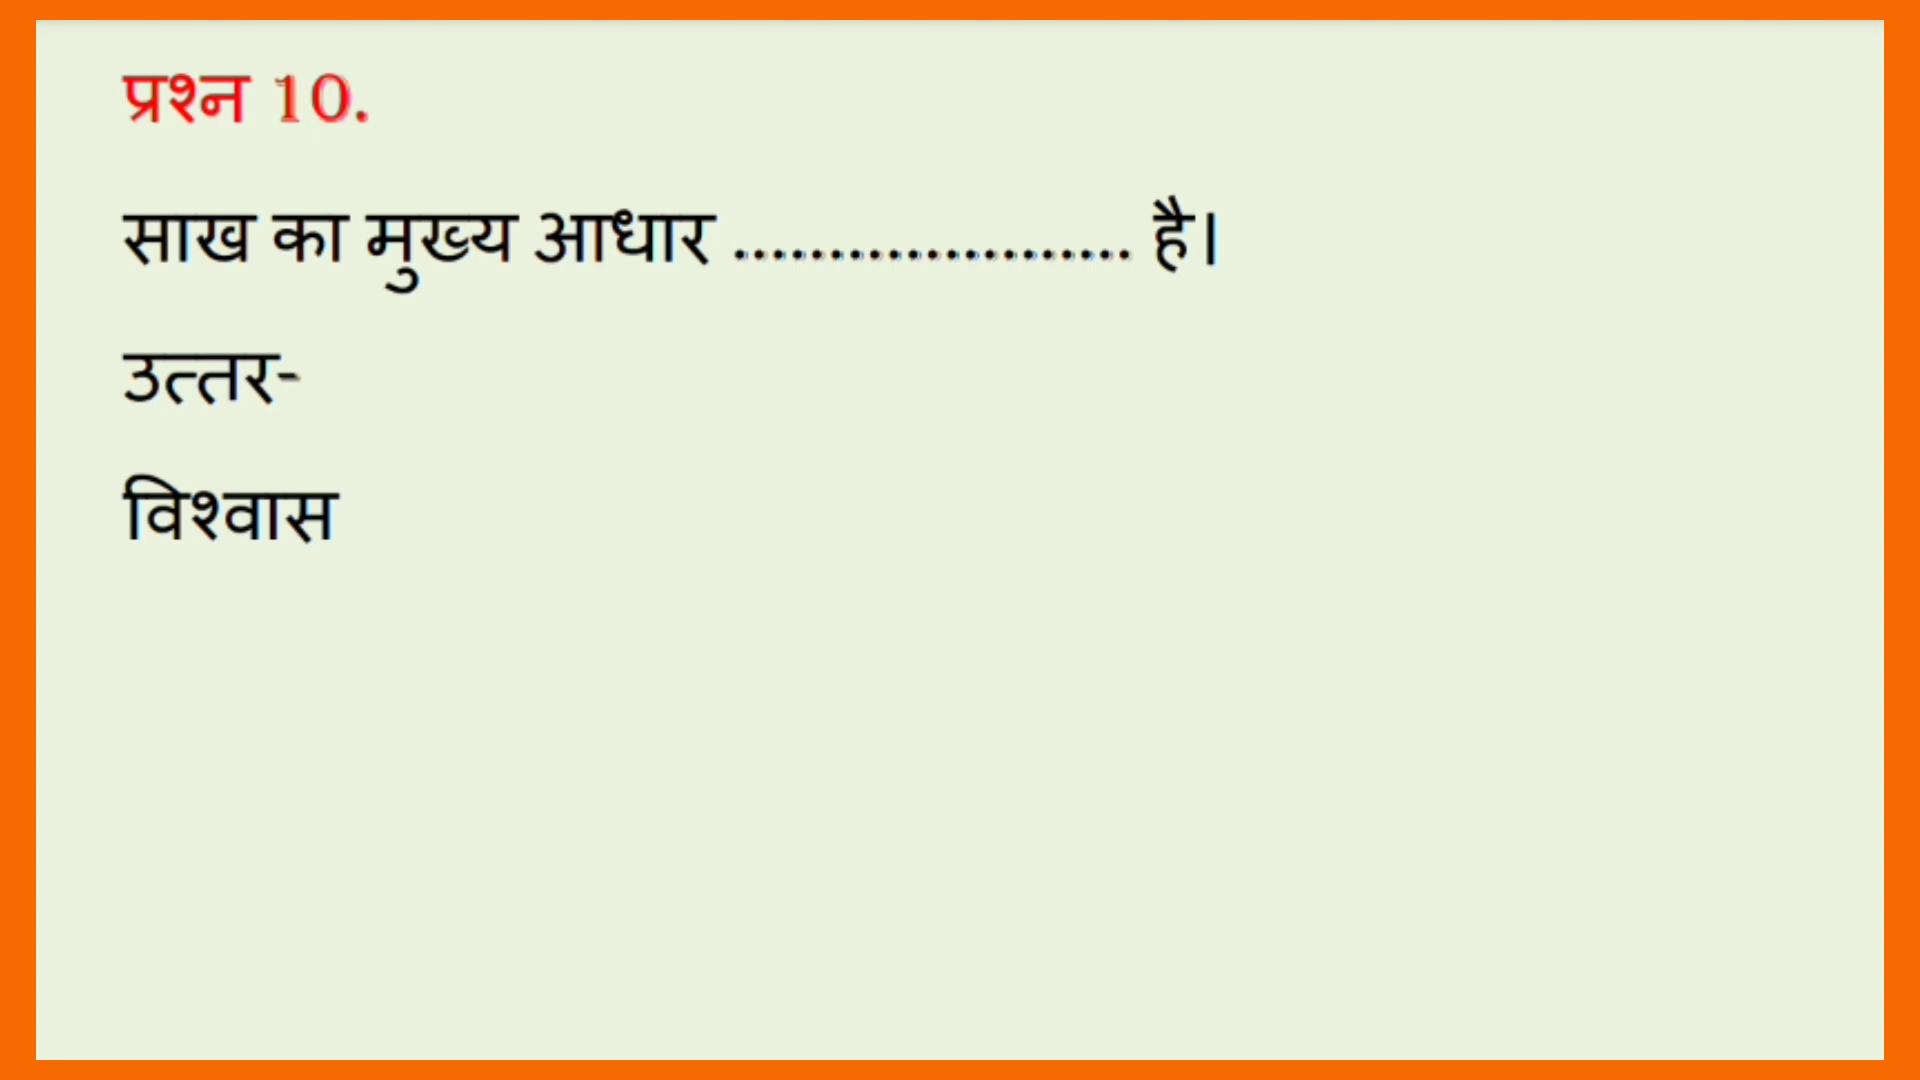 प्रश्न 10.
साख का मुख्य आधार ..................... है।
उत्तर-
विश्वास